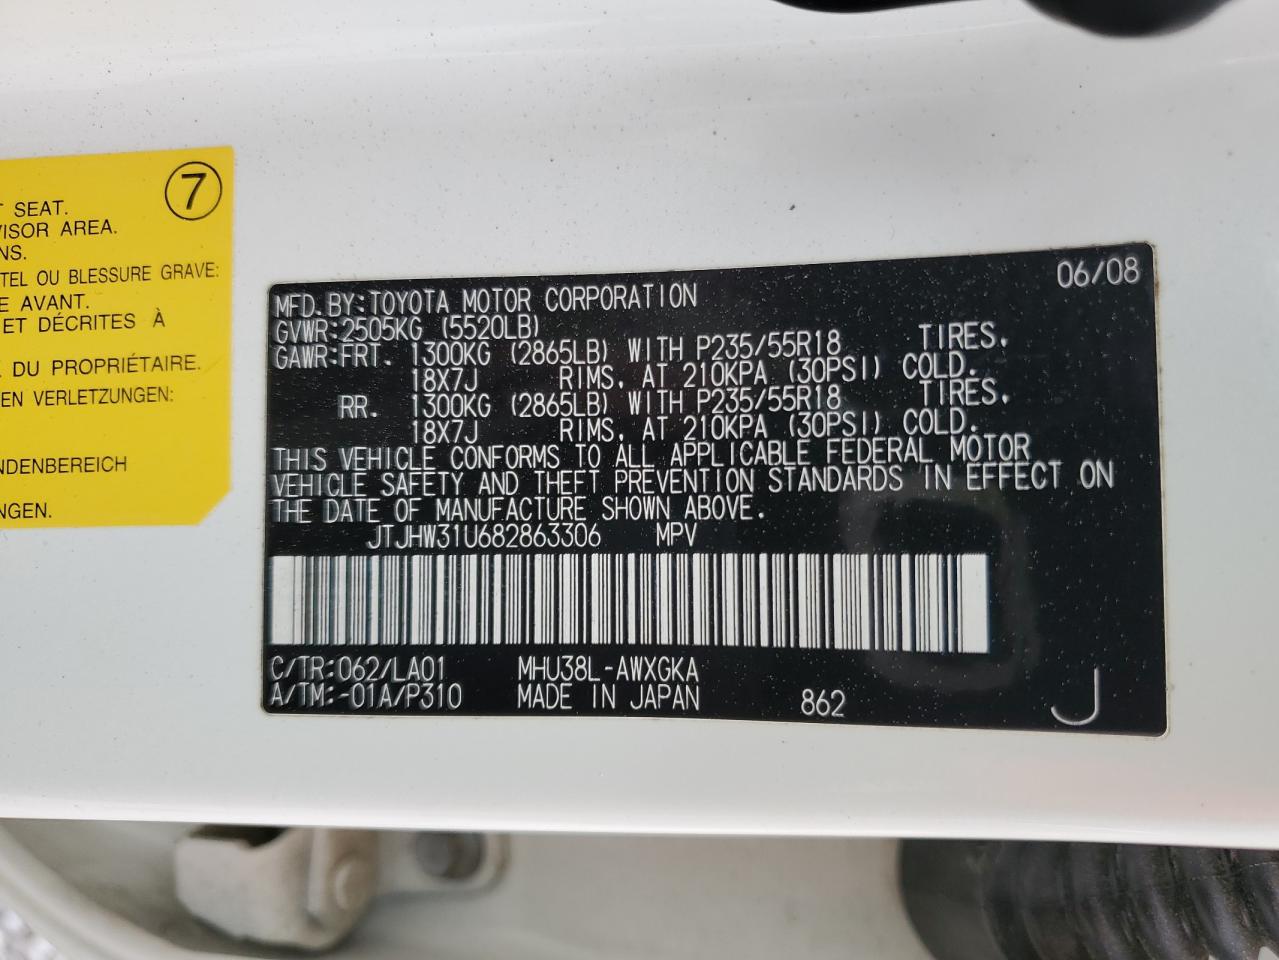 7
T SEAT.
VISOR AREA.
NS.
TEL OU BLESSURE GRAVE:
E AVANT.
ET DÉCRITES À
DU PROPRIÉTAIRE.
EN VERLETZUNGEN:
NDENBEREICH
NGEN.
06/08
MFD.BY:TOYOTA MOTOR CORPORATION
GVWR:2505KG (5520LB)
GAWR:FRT. 1300KG (2865LB) WITH P235/55R18 TIRES.
18X7J RIMS. AT 210KPA (30PSI) COLD.
RR. 1300KG (2865LB) WITH P235/55R18 TIRES.
18X7J RIMS. AT 210KPA (30PSI) COLD.
THIS VEHICLE CONFORMS TO ALL APPLICABLE FEDERAL MOTOR
VEHICLE SAFETY AND THEFT PREVENTION STANDARDS IN EFFECT ON
THE DATE OF MANUFACTURE SHOWN ABOVE.
JTJHW31U682863306 MPV
C/TR:062/LA01 MHU38L-AWXGKA
A/TM:-01A/P310 MADE IN JAPAN 862 J